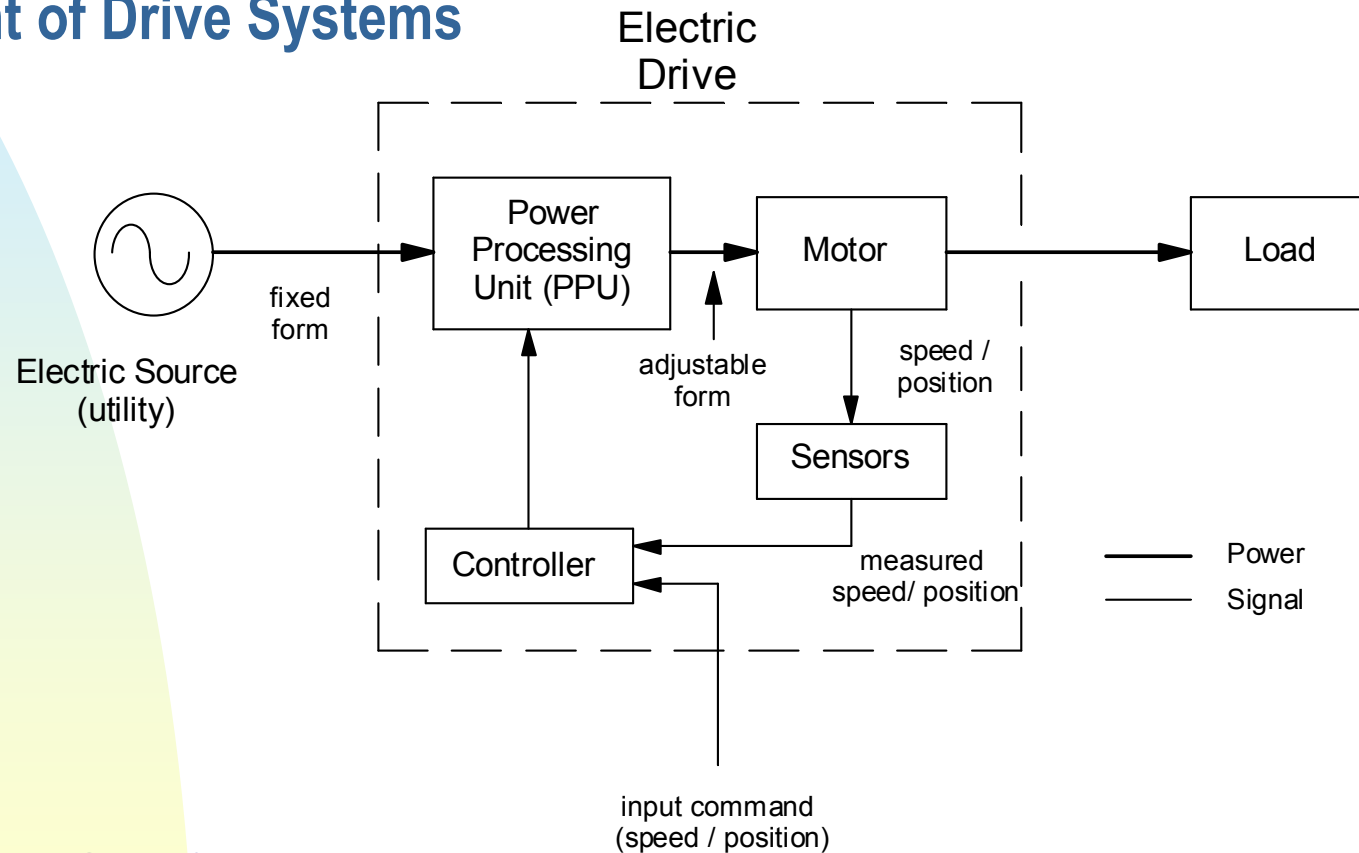 nt of Drive Systems
Electric
Drive
Power
Processing
Unit (PPU)
Motor
Load
fixed
form
Electric Source
(utility)
adjustable
form
speed /
position
Sensors
Controller
measured
speed/ position
Power
Signal
input command
(speed / position)